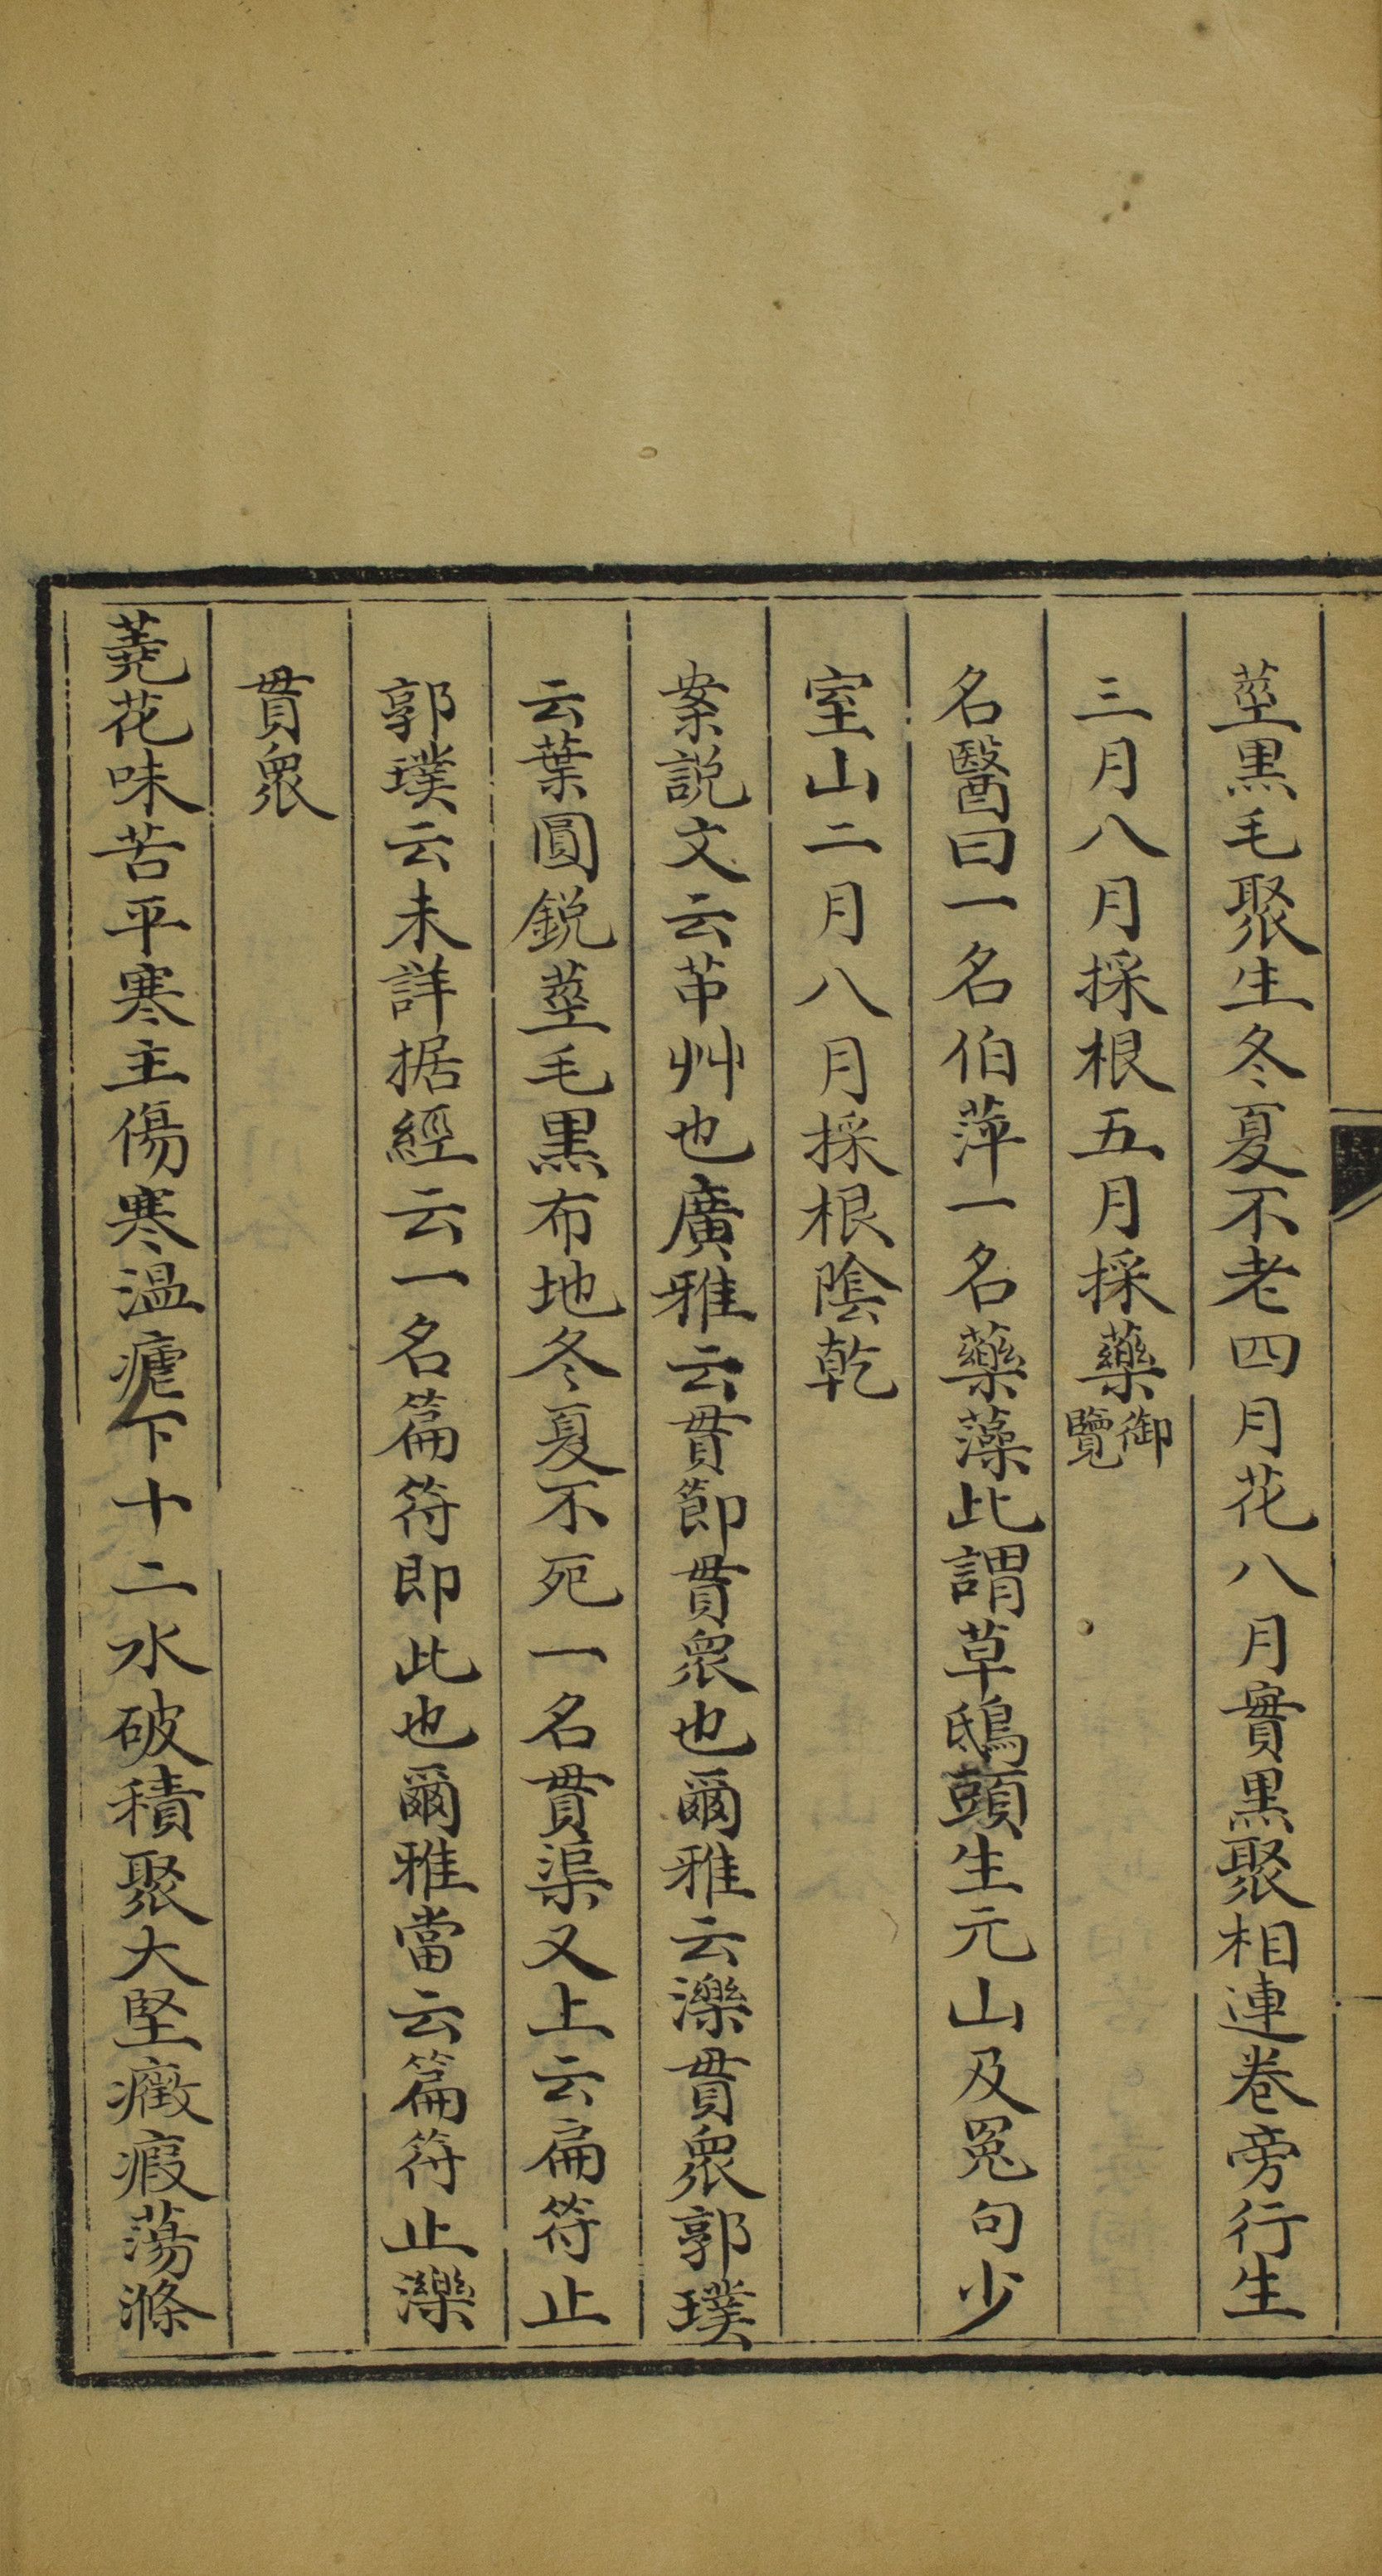 莖黑毛聚生冬夏不老四月花八月實黑聚相連卷旁行生
三月八月採根五月採藥御覽
名醫曰一名伯萍一名藥藻此謂草鴟頭生元山及冤句少
室山二月八月採根陰乾
案說文云芇艸也廣雅云貫節貫衆也爾雅云濼貫衆郭璞
云葉圓銳莖毛黑布地冬夏不死一名貫渠又上云扁符止
郭璞云未詳据經云一名篇符即此也爾雅當云篇符止濼
貫衆
蕘花味苦平寒主傷寒溫瘧下十二水破積聚大堅癥瘕蕩滌